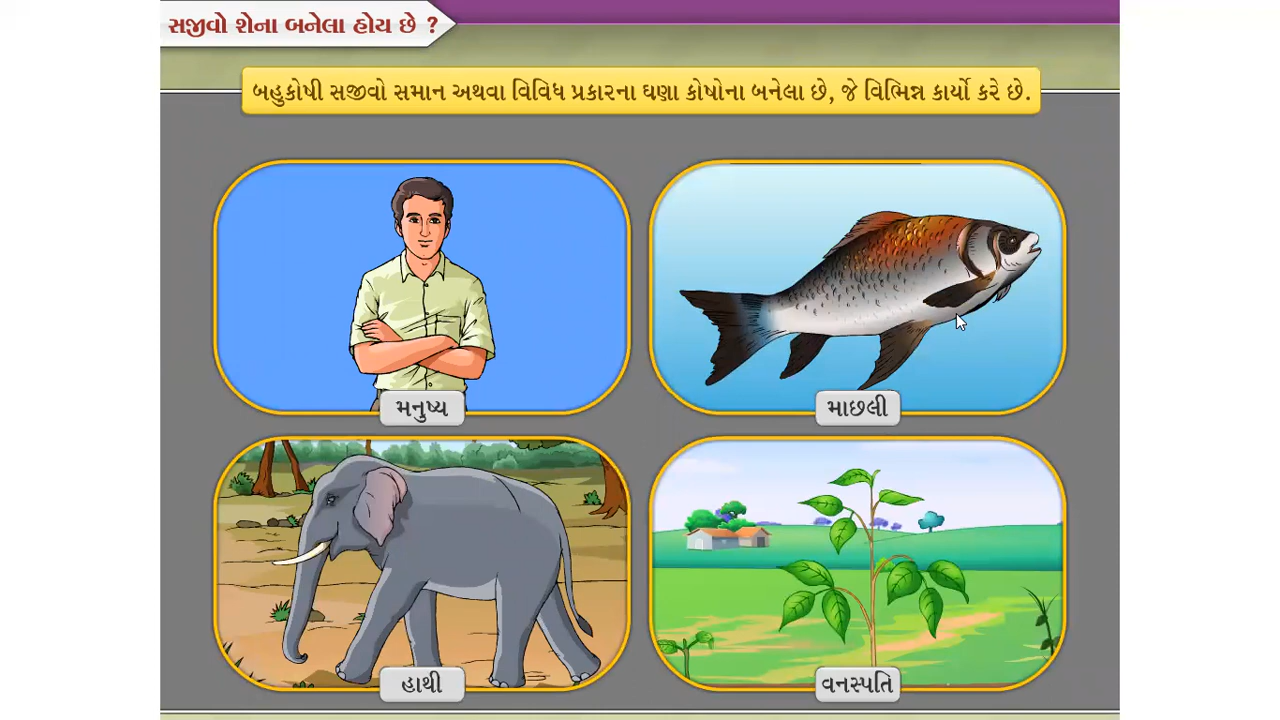 સજીવો શેના બનેલા હોય છે ?
બહુકોષી સજીવો સમાન અથવા વિવિધ પ્રકારના ઘણા કોષોના બનેલા છે, જે વિભિન્ન કાર્યો કરે છે.
મનુષ્ય
માછલી
હાથી
વનસ્પતિ